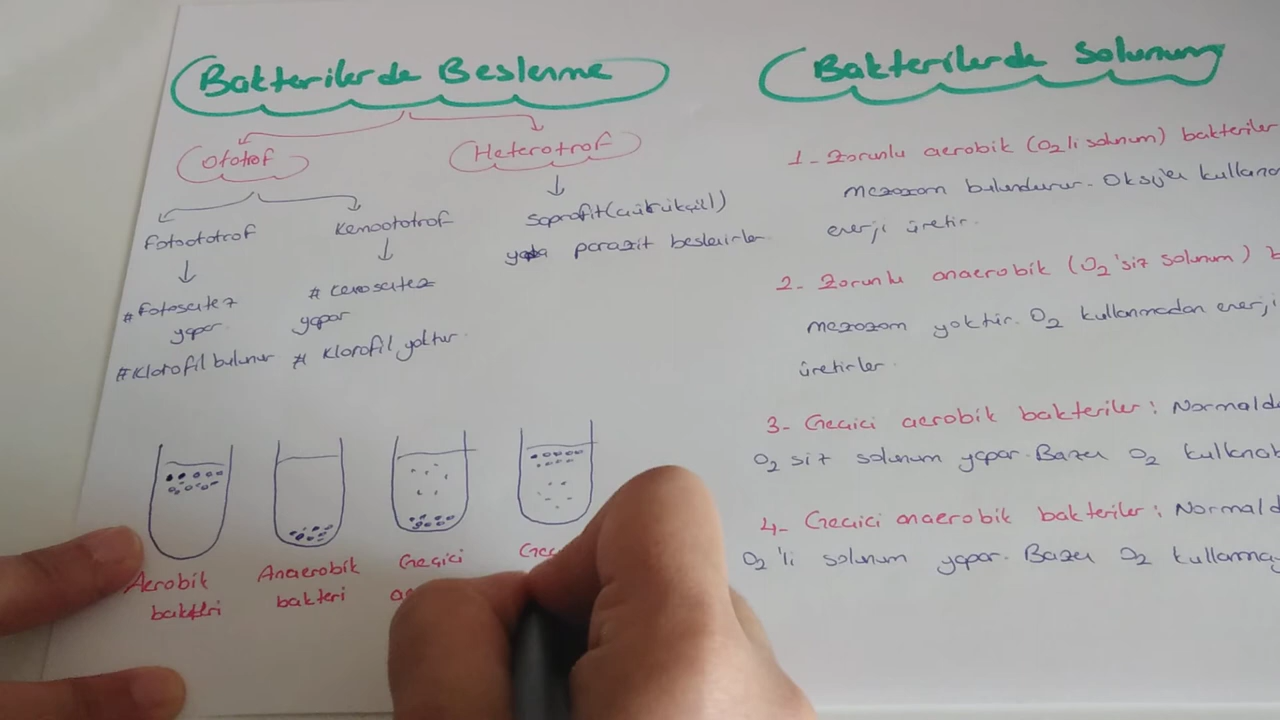 Bakterilerde Beslenme
Ototrof
Heterotrof
Fotoototrof
Kemoototrof
Saprofit (çürükçül)
yada parazit beslenirler
# Fotosentez
yapar
# Klorofil bulunur
# Kemosentez
yapar
# Klorofil yoktur
Aerobik
bakteri
Anaerobik
bakteri
Geçici
Bakterilerde Solunum
1- Zorunlu aerobik (O2 li solunum) bakteriler
mezozom bulundurur. Oksijen
enerji üretir.
2- Zorunlu anaerobik (O2 'siz solunum)
mezozom yoktur. O2 kullanmadan enerji
üretirler
3- Geçici aerobik bakteriler: Normalde
O2 siz solunum yapar. Bazen O2
4- Geçici anaerobik bakteriler: Normalde
O2 'li solunum yapar. Bazen O2